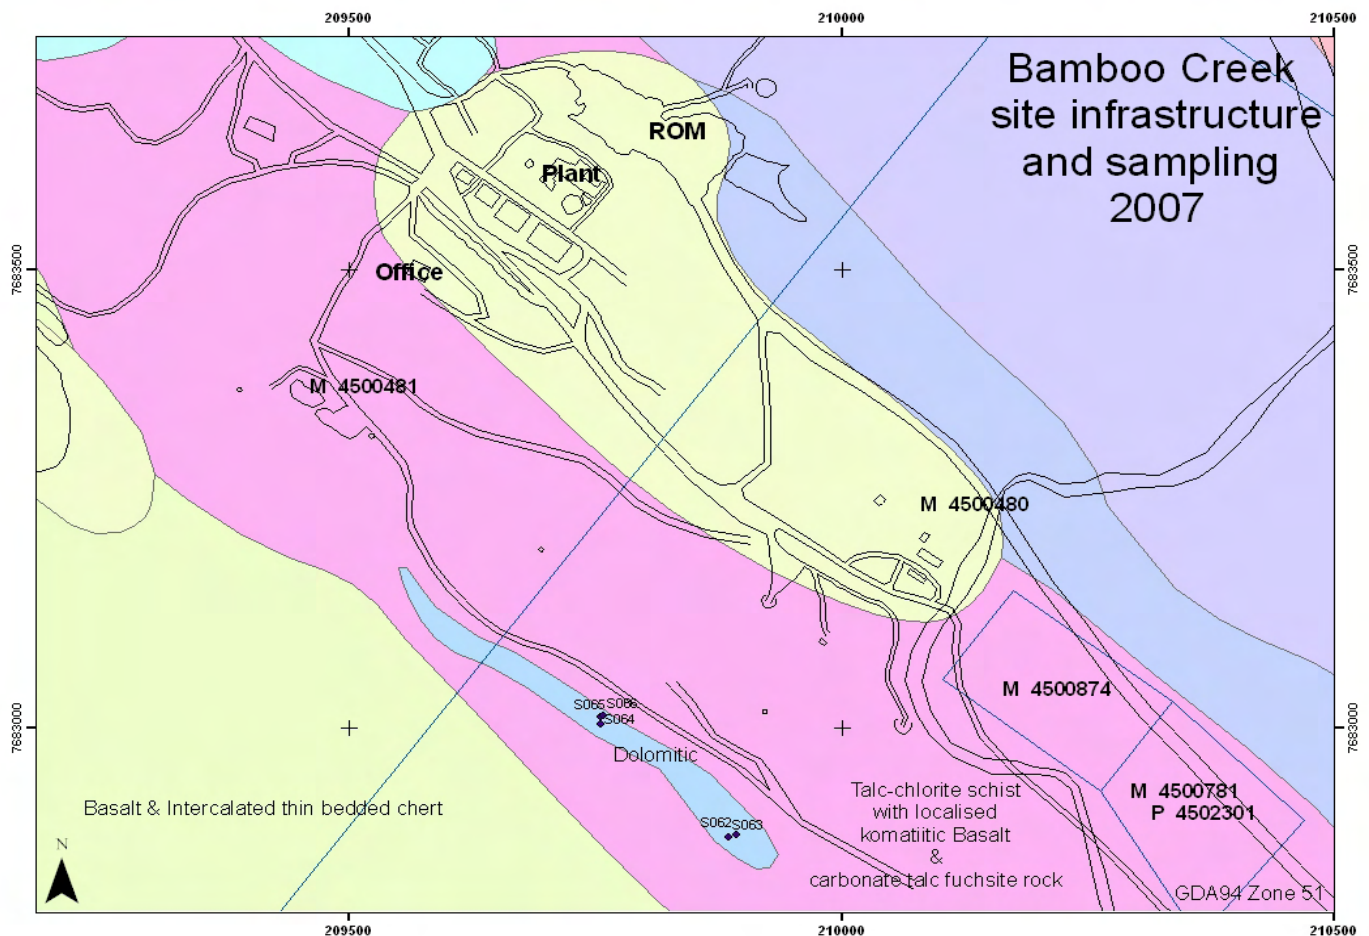 209500
210000
210500
Bamboo Creek
site infrastructure
and sampling
2007
ROM
Plant
Office
7683500
7683500
M 4500481
M 4500480
M 4500874
S065 S066
S064
7683000
7683000
Dolomitic
M 4500781
P 4502301
Talc-chlorite schist
with localised
komatiitic Basalt
&
carbonate talc fuchsite rock
Basalt & Intercalated thin bedded chert
S062 S063
N
GDA94 Zone 51
209500
210000
210500